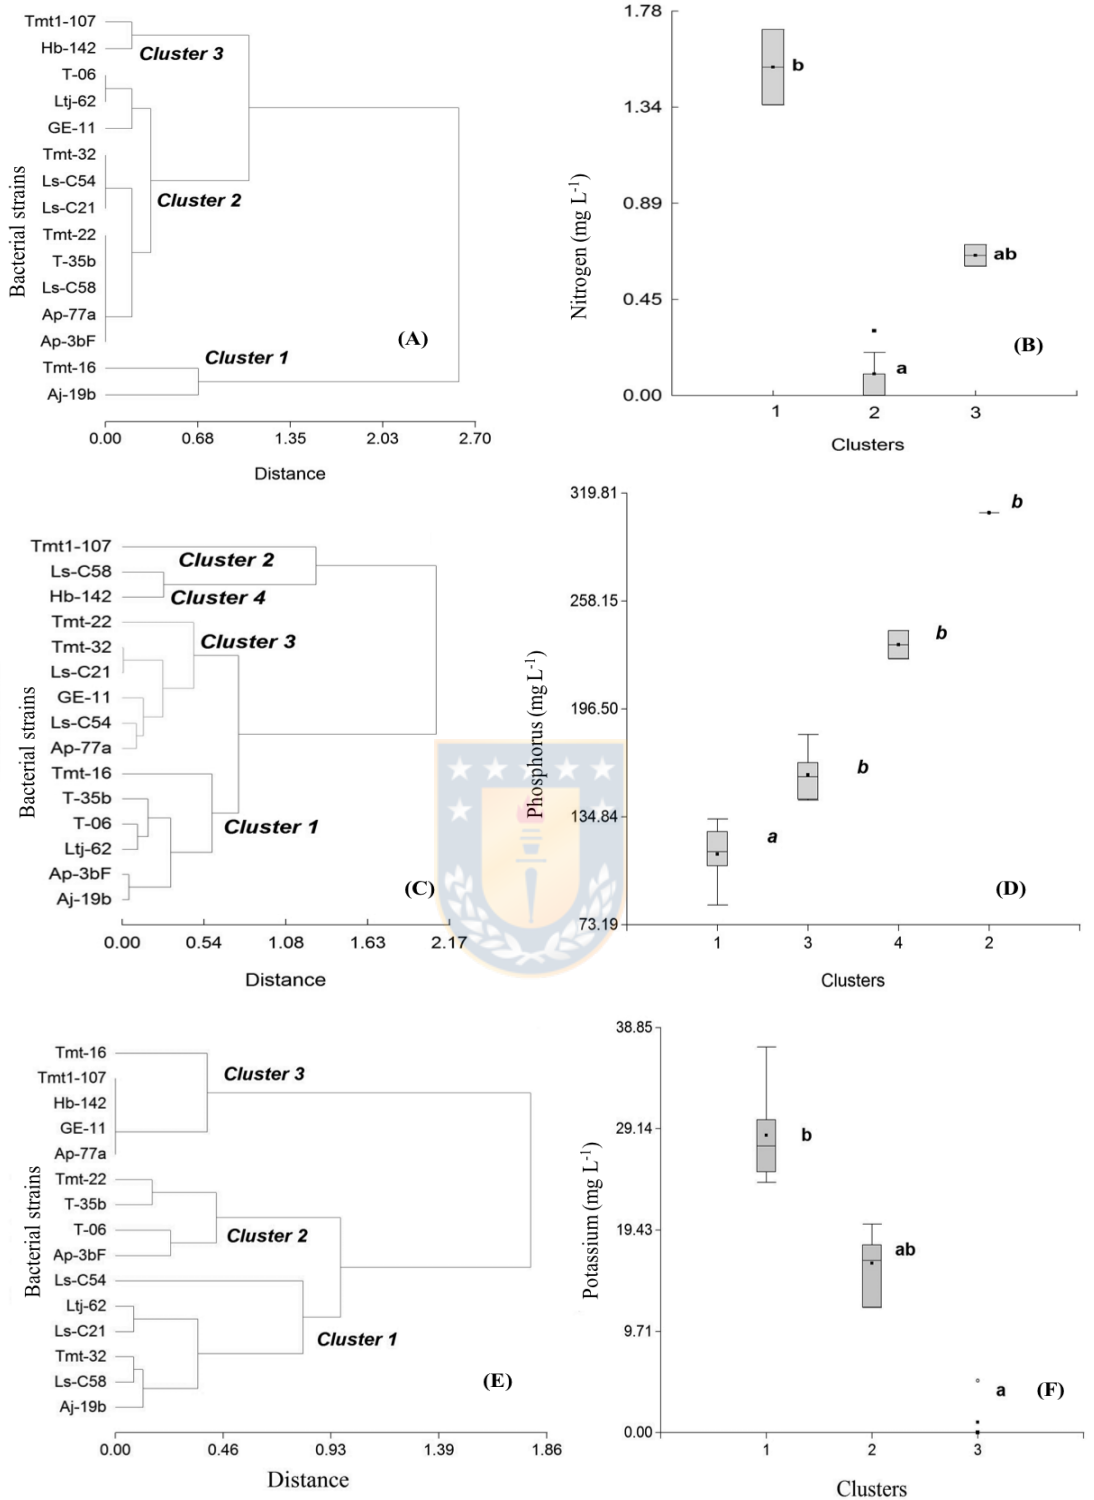 Bacterial strains
Tmt1-107
Hb-142
T-06
Ltj-62
GE-11
Tmt-32
Ls-C54
Ls-C21
Tmt-22
T-35b
Ls-C58
Ap-77a
Ap-3bF
Tmt-16
Aj-19b
Cluster 3
Cluster 2
Cluster 1
(A)
0.00 0.68 1.35 2.03 2.70
Distance
Nitrogen (mg L-1)
1.78
1.34
0.89
0.45
0.00
b
a
ab
(B)
1 2 3
Clusters
Bacterial strains
Tmt1-107
Ls-C58
Hb-142
Tmt-22
Tmt-32
Ls-C21
GE-11
Ls-C54
Ap-77a
Tmt-16
T-35b
T-06
Ltj-62
Ap-3bF
Aj-19b
Cluster 2
Cluster 4
Cluster 3
Cluster 1
(C)
0.00 0.54 1.08 1.63 2.17
Distance
Phosphorus (mg L-1)
319.81
258.15
196.50
134.84
73.19
b
b
b
a
(D)
1 3 4 2
Clusters
Bacterial strains
Tmt-16
Tmt1-107
Hb-142
GE-11
Ap-77a
Tmt-22
T-35b
T-06
Ap-3bF
Ls-C54
Ltj-62
Ls-C21
Tmt-32
Ls-C58
Aj-19b
Cluster 3
Cluster 2
Cluster 1
(E)
0.00 0.46 0.93 1.39 1.86
Distance
Potassium (mg L-1)
38.85
29.14
19.43
9.71
0.00
b
ab
a
(F)
1 2 3
Clusters